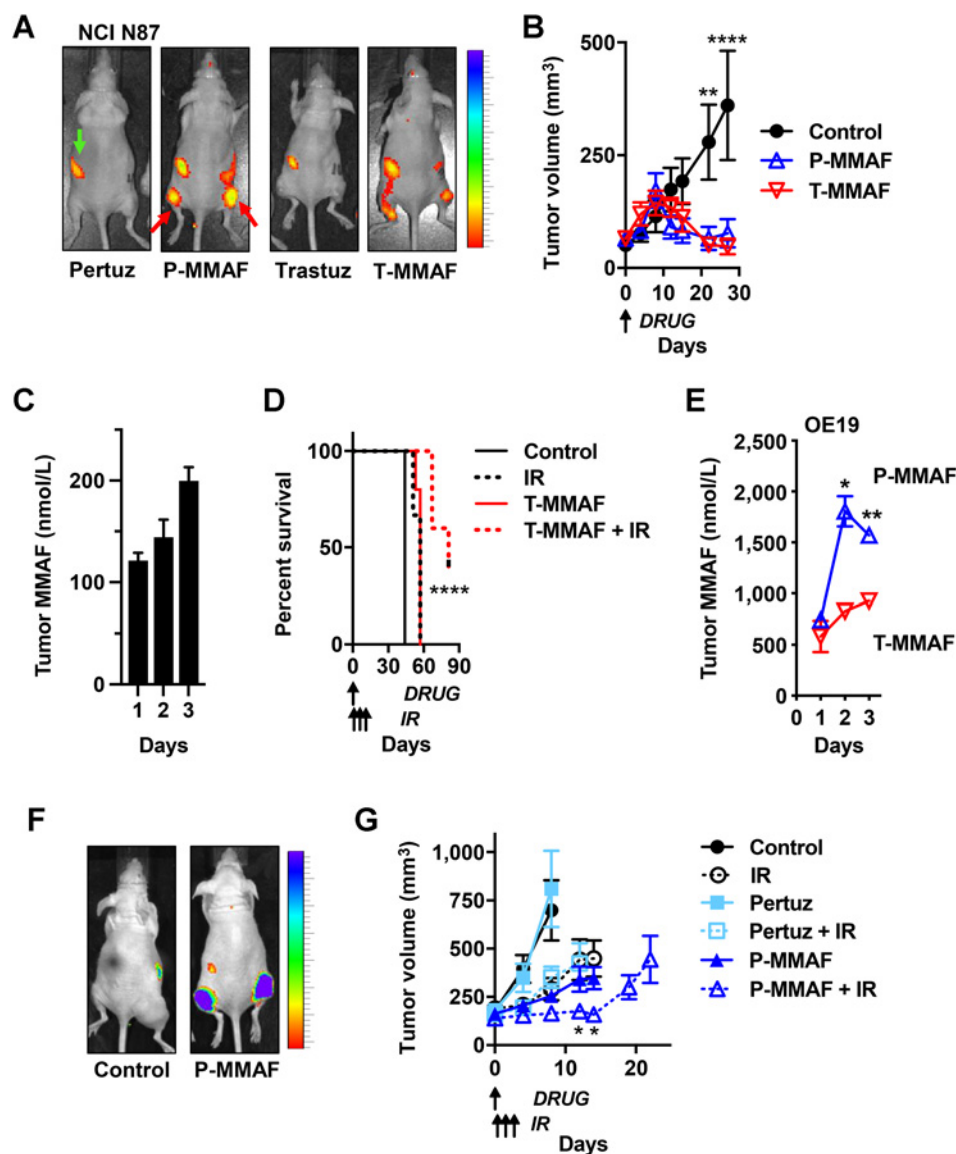 A
NCI N87
Pertuz
P-MMAF
Trastuz
T-MMAF
B
Tumor volume (mm3)
500
250
0
**
****
0 10 20 30
DRUG
Days
Control
P-MMAF
T-MMAF
C
Tumor MMAF (nmol/L)
200
100
0
1 2 3
Days
D
Percent survival
100
50
0
****
0 30 60 90
DRUG
IR
Days
Control
IR
T-MMAF
T-MMAF + IR
E
OE19
Tumor MMAF (nmol/L)
2,500
2,000
1,500
1,000
500
0
*
**
P-MMAF
T-MMAF
0 1 2 3
Days
F
Control
P-MMAF
G
Tumor volume (mm3)
1,000
750
500
250
0
* *
0 10 20
DRUG
IR
Days
Control
IR
Pertuz
Pertuz + IR
P-MMAF
P-MMAF + IR